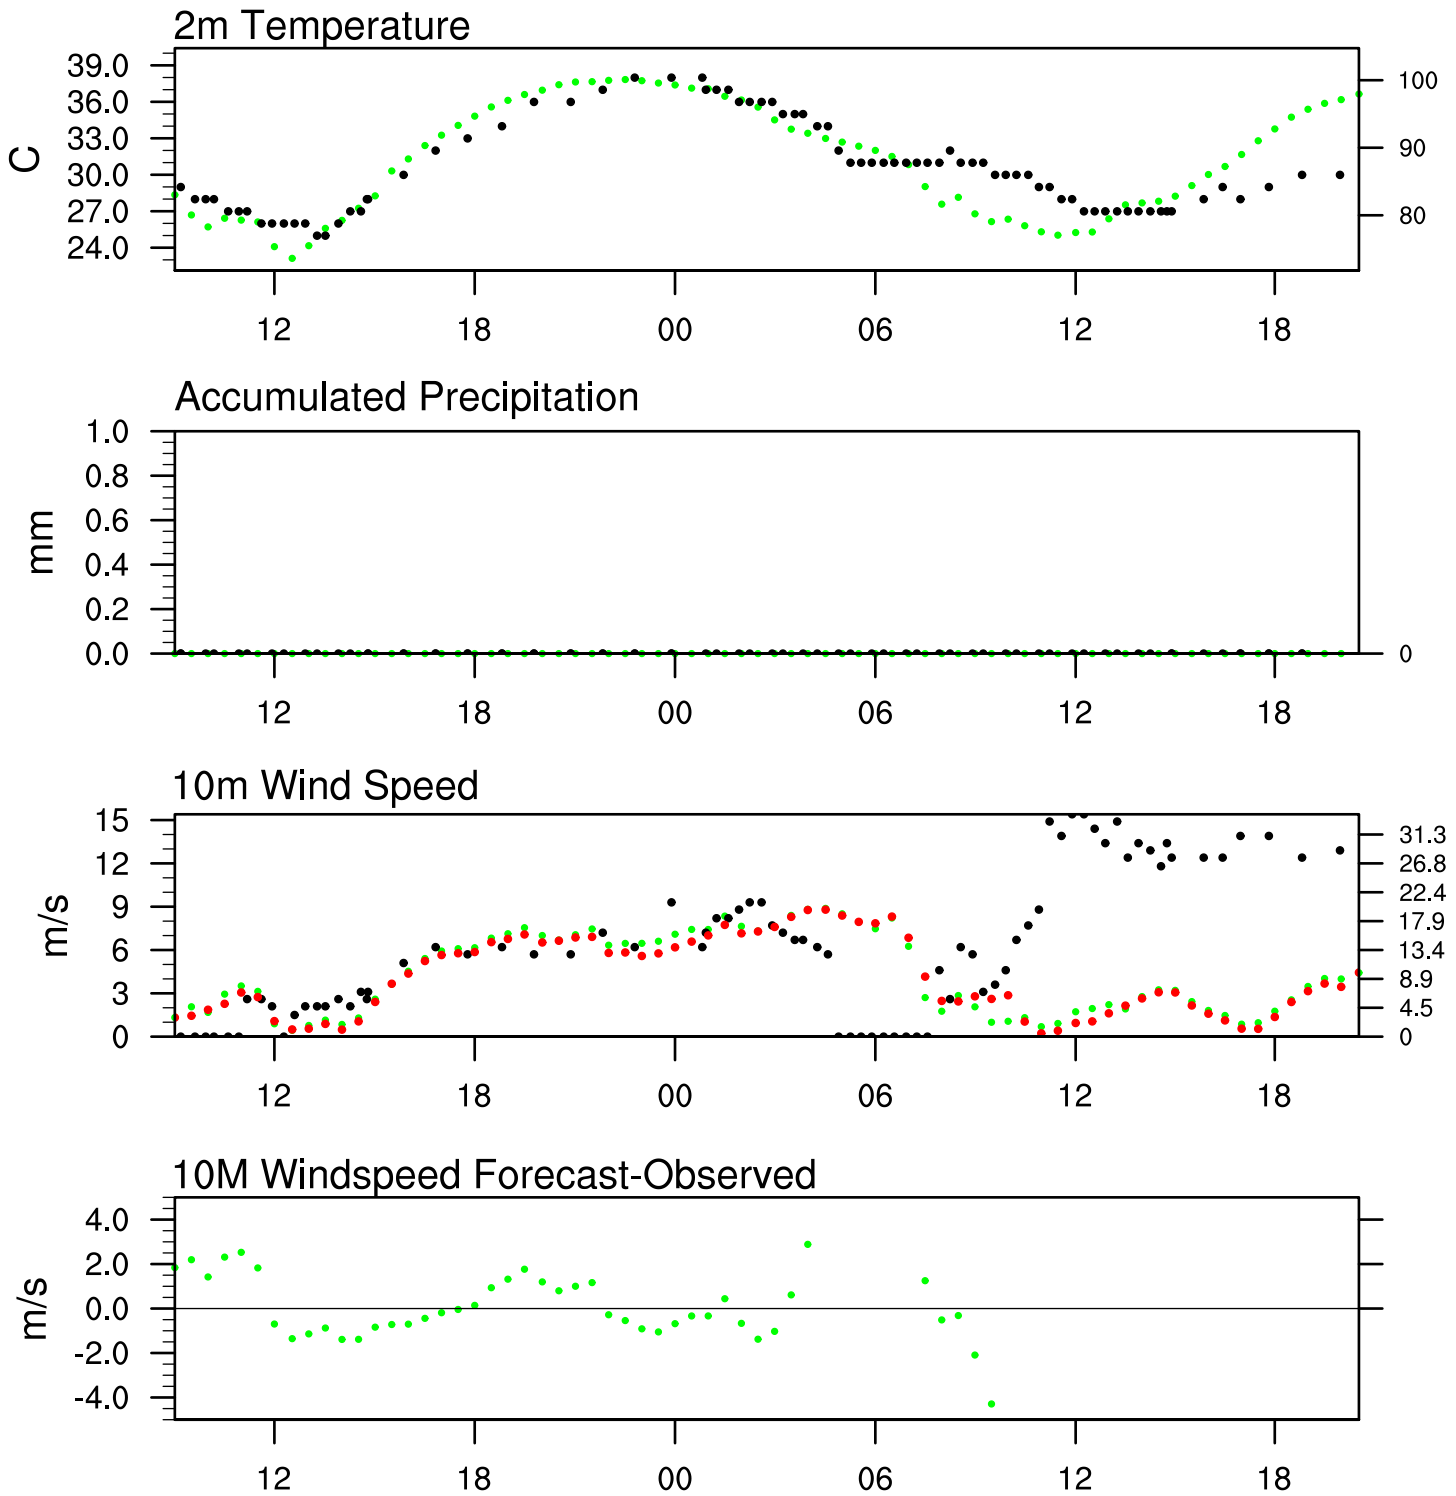 2m Temperature
39.0
36.0
33.0
30.0
27.0
24.0
C
100
90
80
12 18 00 06 12 18
Accumulated Precipitation
1.0
0.8
0.6
0.4
0.2
0.0
mm
0
12 18 00 06 12 18
10m Wind Speed
15
12
9
6
3
0
m/s
31.3
26.8
22.4
17.9
13.4
8.9
4.5
0
12 18 00 06 12 18
10M Windspeed Forecast-Observed
4.0
2.0
0.0
-2.0
-4.0
m/s
12 18 00 06 12 18